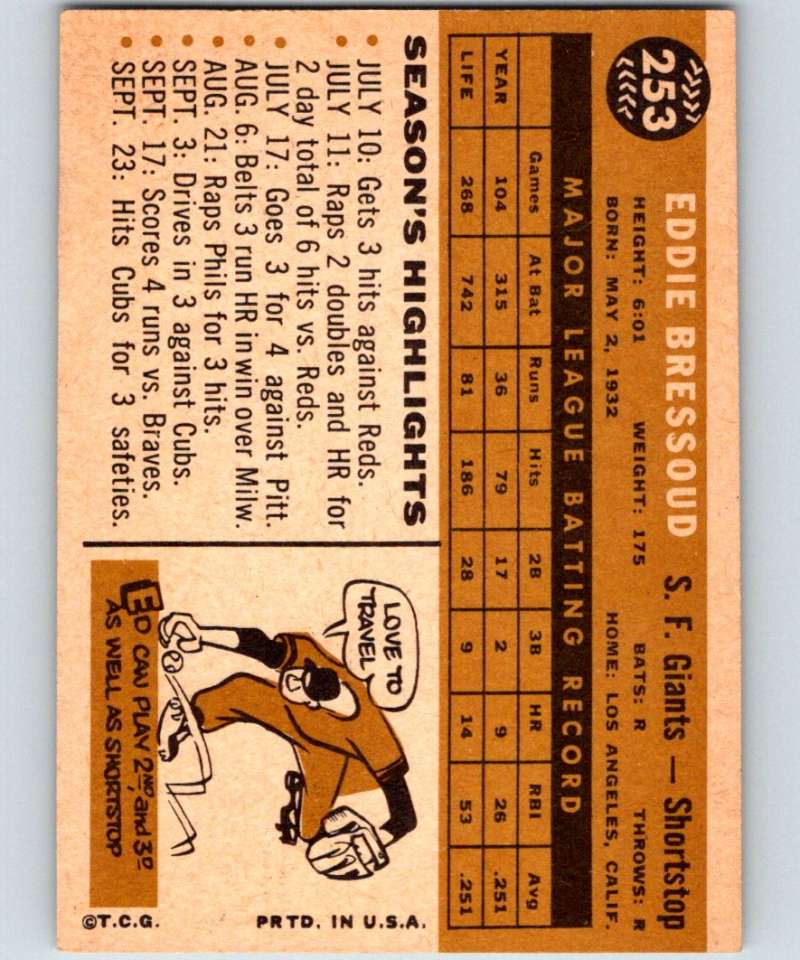 253
EDDIE BRESSOUD S. F. Giants — Shortstop
HEIGHT: 6:01 WEIGHT: 175 BATS: R THROWS: R
BORN: MAY 2, 1932 HOME: LOS ANGELES, CALIF.
MAJOR LEAGUE BATTING RECORD
Games At Bat Runs Hits 2B 3B HR RBI Avg
YEAR 104 315 36 79 17 2 9 26 .251
LIFE 268 742 81 186 28 9 14 53 .251
SEASON'S HIGHLIGHTS
• JULY 10: Gets 3 hits against Reds.
• JULY 11: Raps 2 doubles and HR for
2 day total of 6 hits vs. Reds.
• JULY 17: Goes 3 for 4 against Pitt.
• AUG. 6: Belts 3 run HR in win over Milw.
• AUG. 21: Raps Phils for 3 hits.
• SEPT. 3: Drives in 3 against Cubs.
• SEPT. 17: Scores 4 runs vs. Braves.
• SEPT. 23: Hits Cubs for 3 safeties.
LOVE TO
TRAVEL
ED CAN PLAY 2ND, and 3D
AS WELL AS SHORTSTOP
©T.C.G. PRTD. IN U.S.A.